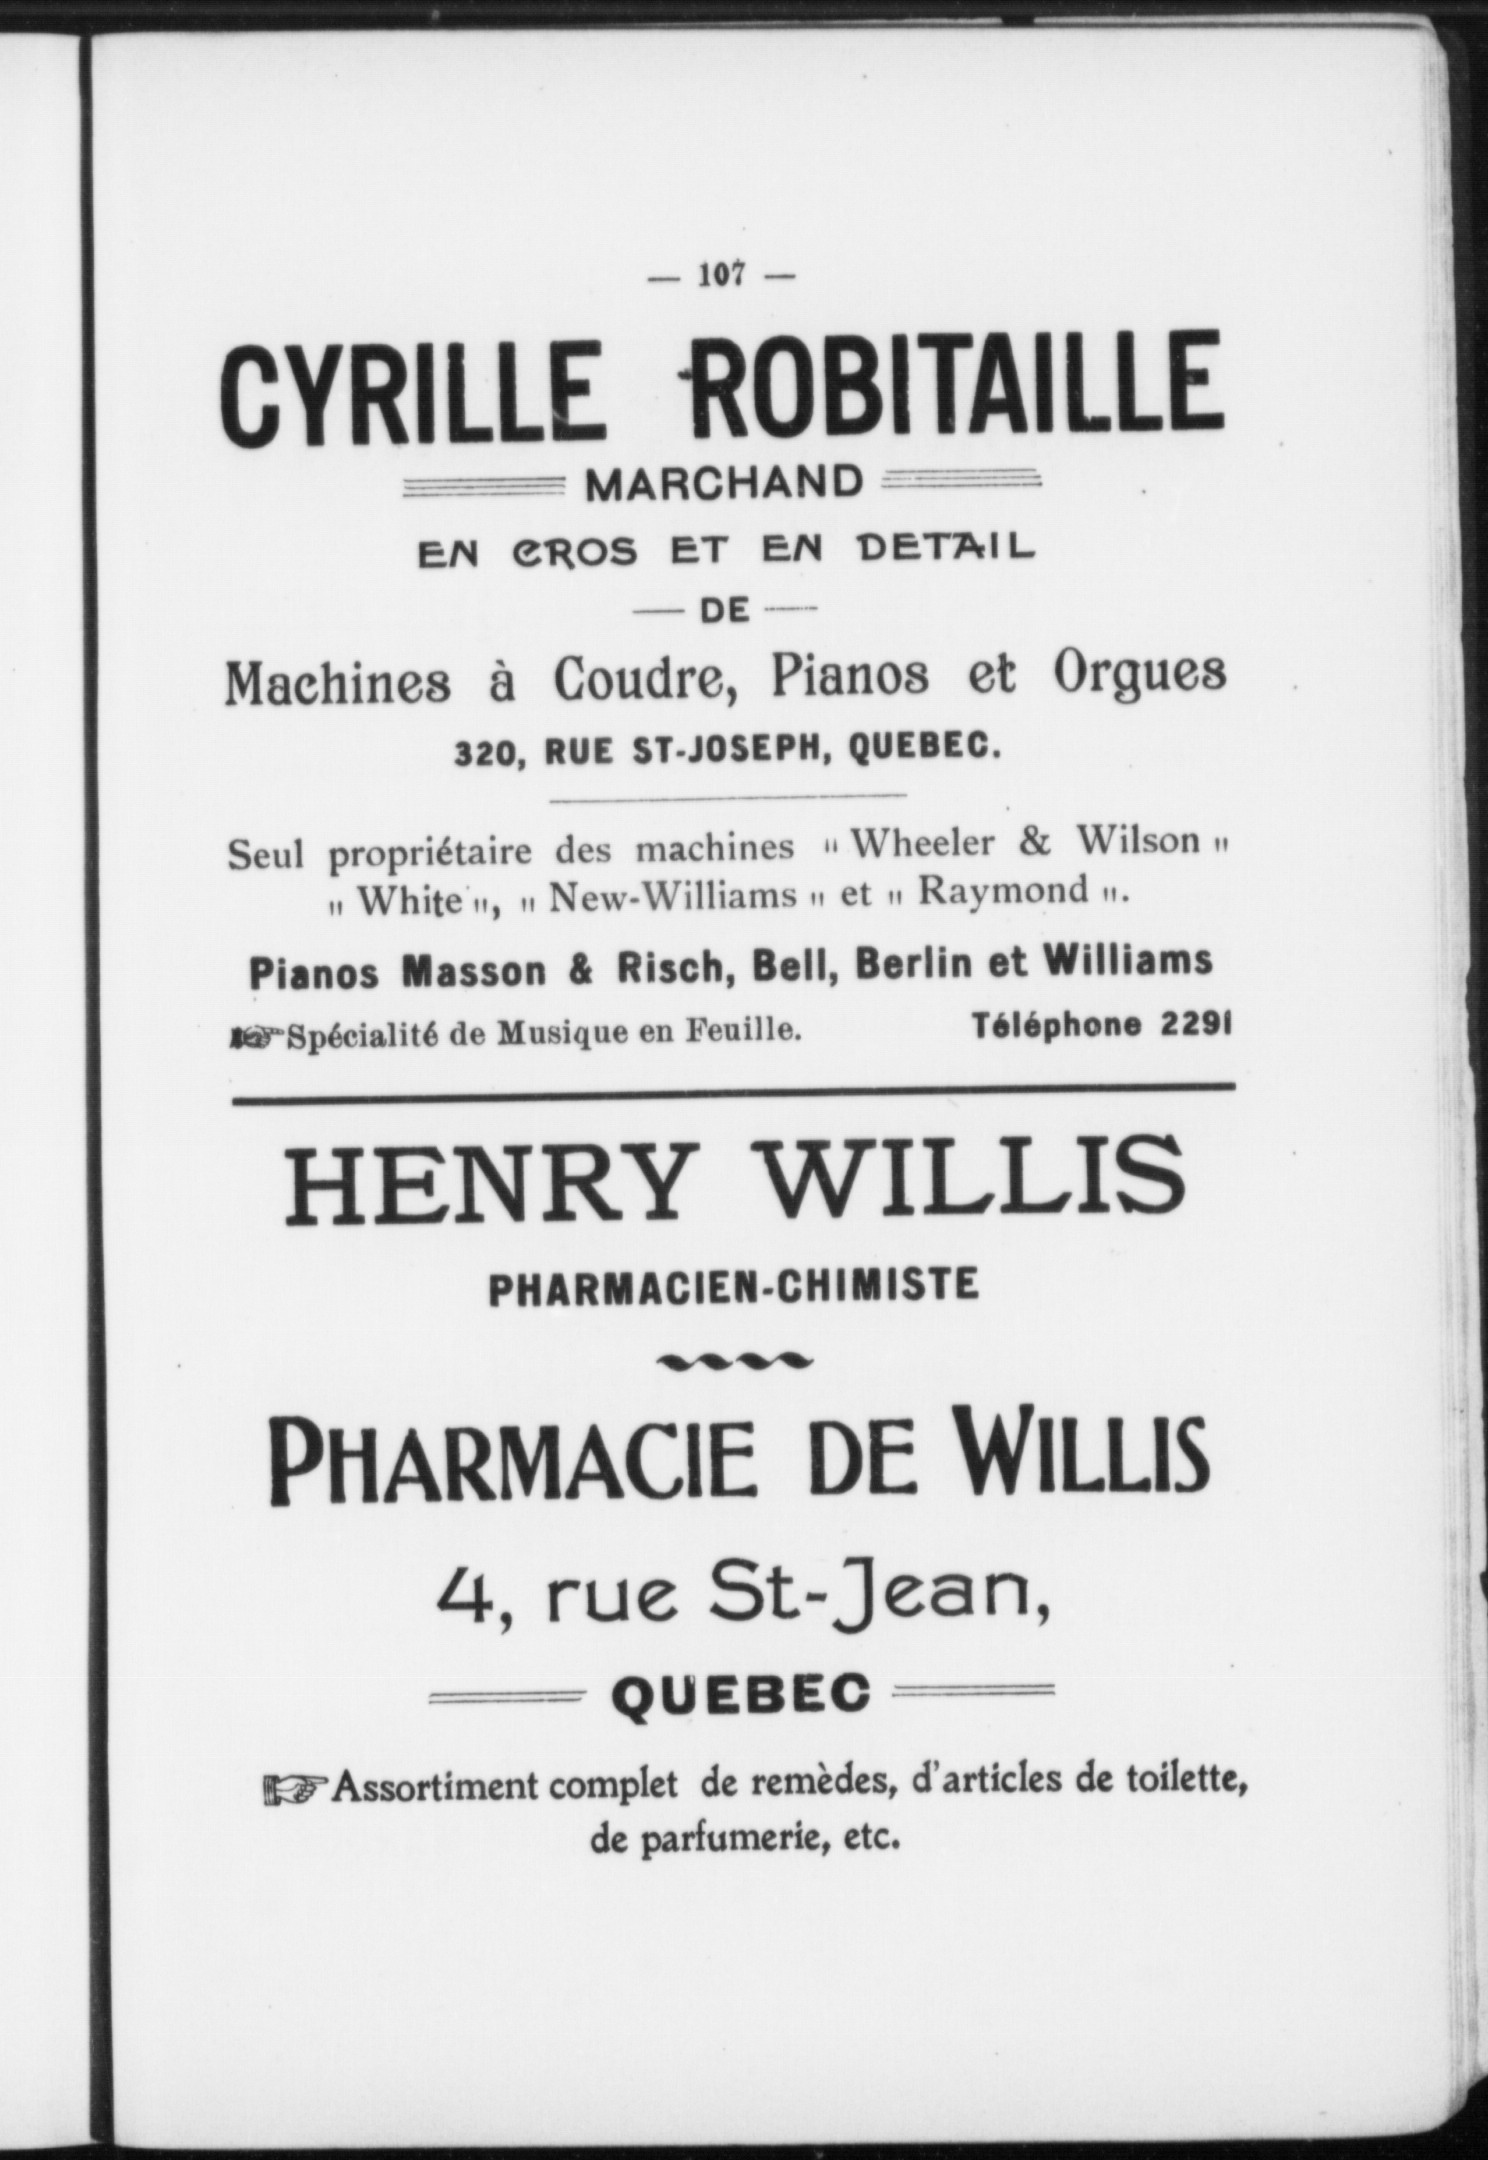 — 107 —
CYRILLE ROBITAILLE
MARCHAND
EN GROS ET EN DETAIL
— DE —
Machines à Coudre, Pianos et Orgues
320, RUE ST-JOSEPH, QUEBEC.
Seul propriétaire des machines " Wheeler & Wilson "
" White ", " New-Williams " et " Raymond ".
Pianos Masson & Risch, Bell, Berlin et Williams
☞ Spécialité de Musique en Feuille. Téléphone 2291
HENRY WILLIS
PHARMACIEN-CHIMISTE
PHARMACIE DE WILLIS
4, rue St-Jean,
QUEBEC
☞ Assortiment complet de remèdes, d'articles de toilette,
de parfumerie, etc.